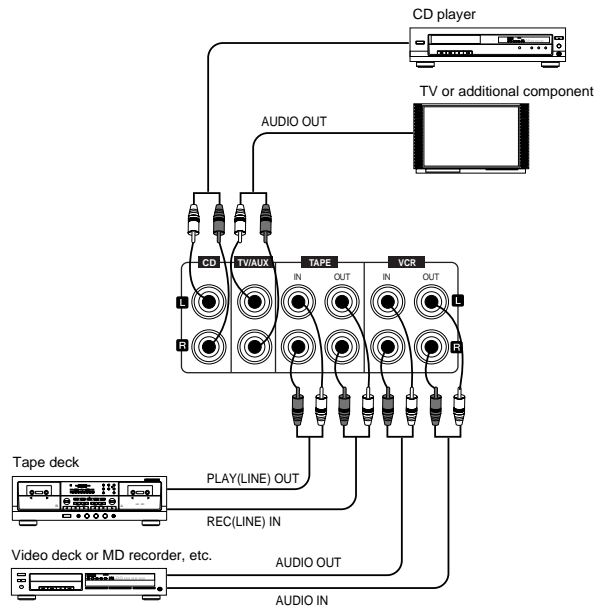 CD player
TV or additional component
AUDIO OUT
CD TV/AUX TAPE VCR
IN OUT IN OUT
L L
R R
Tape deck
PLAY(LINE) OUT
REC(LINE) IN
Video deck or MD recorder, etc.
AUDIO OUT
AUDIO IN